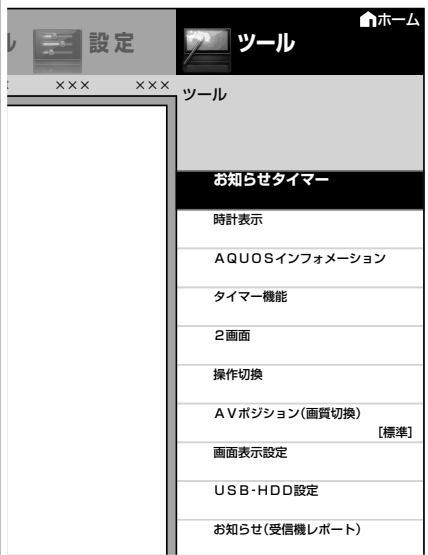 ホーム
設定
ツール
××× ×××
ツール
お知らせタイマー
時計表示
ＡＱＵＯＳインフォメーション
タイマー機能
２画面
操作切換
ＡＶポジション(画質切換)
[標準]
画面表示設定
ＵＳＢ-ＨＤＤ設定
お知らせ(受信機レポート)